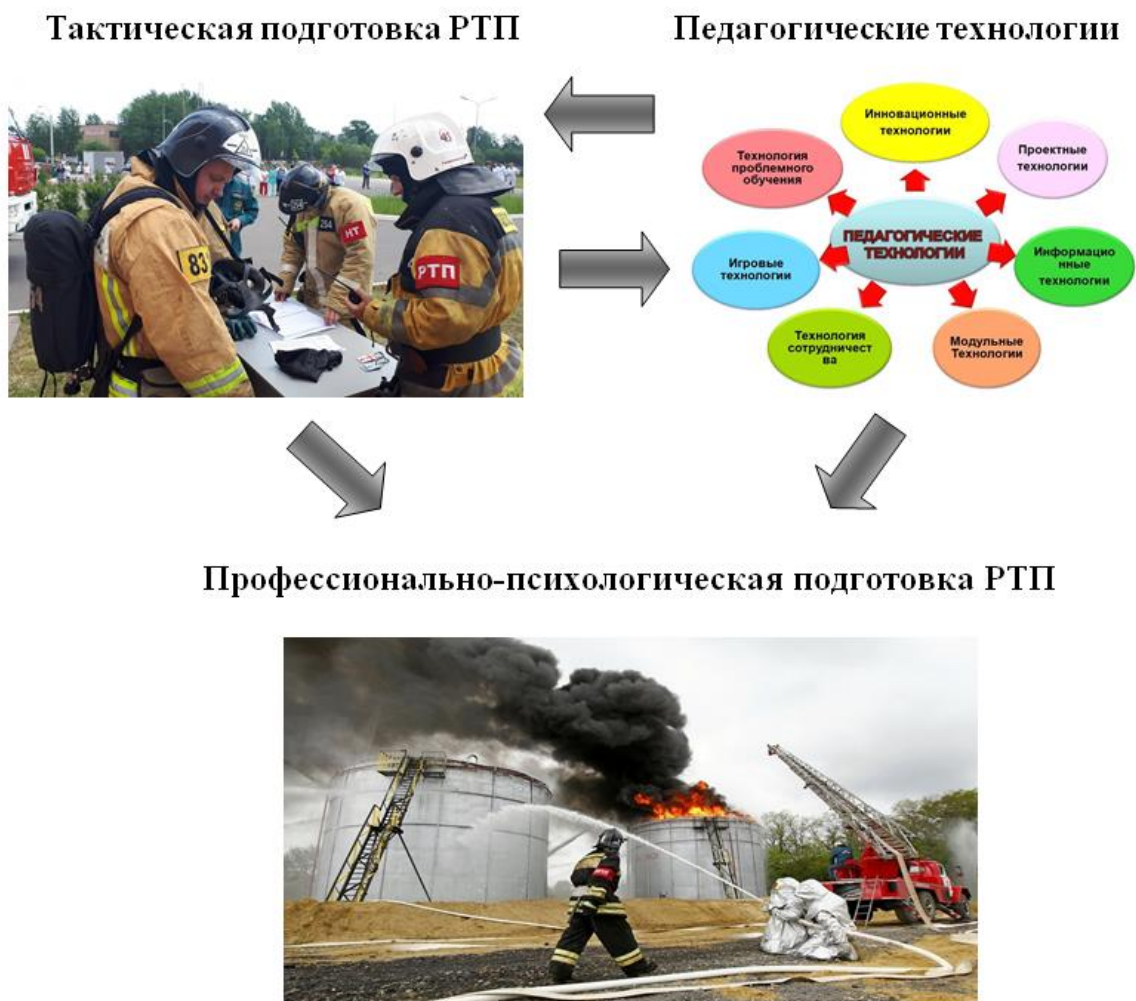 Тактическая подготовка РТП
Педагогические технологии
83
254
НТ
РТП
Инновационные
технологии
Технология
проблемного
обучения
Проектные
технологии
ПЕДАГОГИЧЕСКИЕ
ТЕХНОЛОГИИ
Игровые
технологии
Информацио
нные
технологии
Технология
сотрудничест
ва
Модульные
Технологии
Профессионально-психологическая подготовка РТП